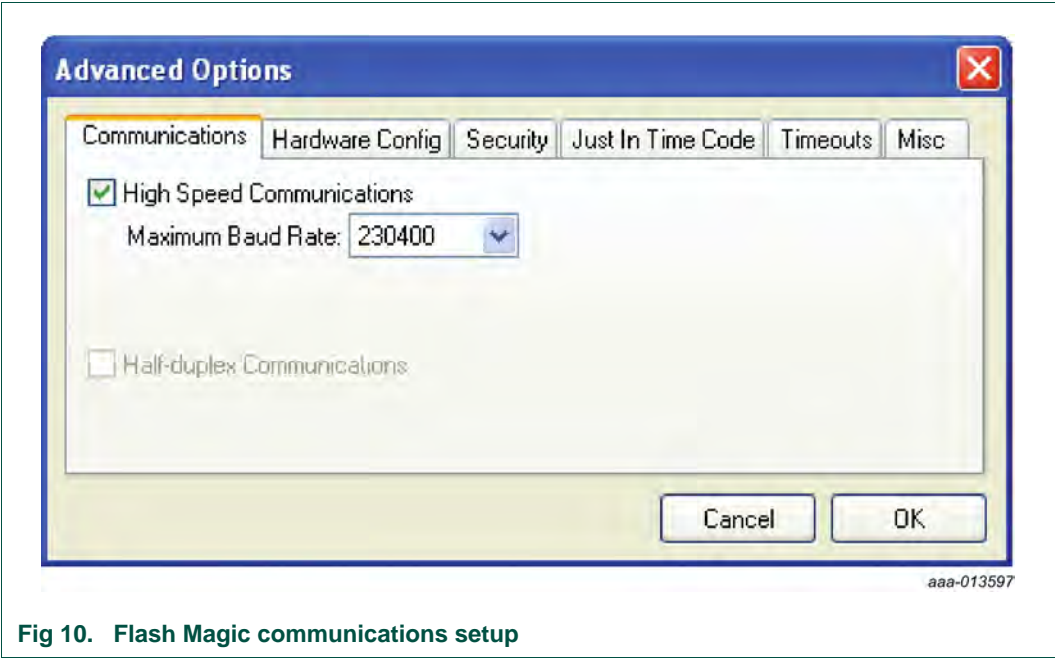 Advanced Options
Communications Hardware Config Security Just In Time Code Timeouts Misc
High Speed Communications
Maximum Baud Rate: 230400
Half-duplex Communications
Cancel OK
aaa-013597
Fig 10. Flash Magic communications setup